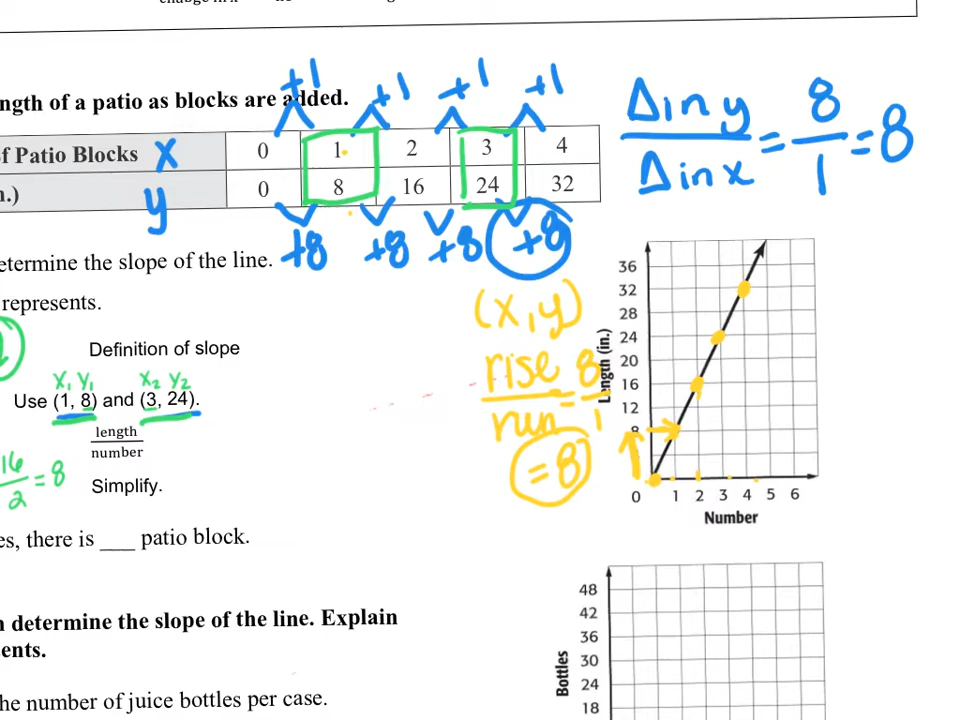 +1 +1 +1 +1
ngth of a patio as blocks are added.
Δ in y / Δ in x = 8/1 = 8
of Patio Blocks x 0 1 2 3 4
n.) y 0 8 16 24 32
+8 +8 +8 +8
etermine the slope of the line.
represents.
(x,y)
rise/run = 8/1
= 8
Definition of slope
X1 Y1 X2 Y2
Use (1, 8) and (3, 24).
length
number
16/2 = 8
Simplify.
es, there is ___ patio block.
Length (in.)
36
32
28
24
20
16
12
8
0 1 2 3 4 5 6
Number
n determine the slope of the line. Explain
ents.
he number of juice bottles per case.
Bottles
48
42
36
30
24
18